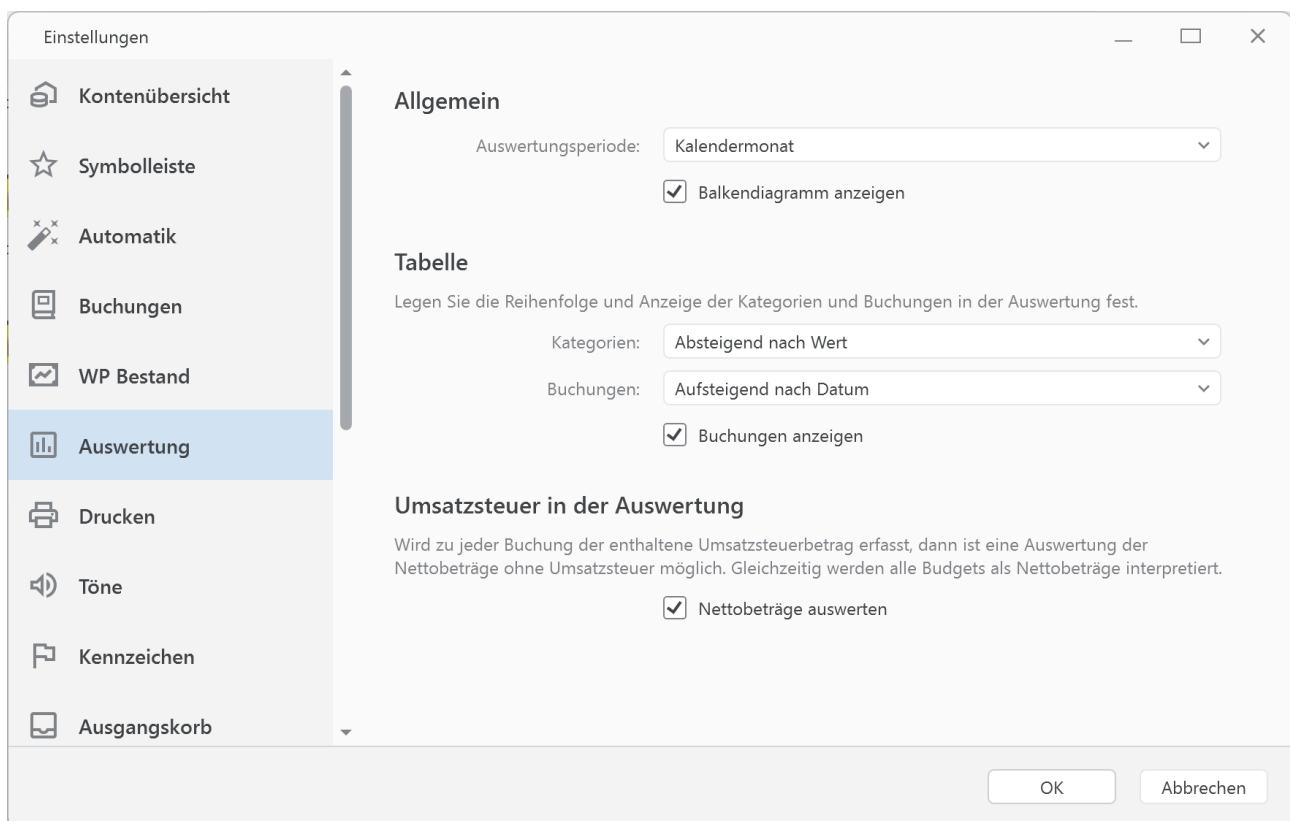 Einstellungen
Kontenübersicht
Symbolleiste
Automatik
Buchungen
WP Bestand
Auswertung
Drucken
Töne
Kennzeichen
Ausgangskorb
Allgemein
Auswertungsperiode: Kalendermonat
Balkendiagramm anzeigen
Tabelle
Legen Sie die Reihenfolge und Anzeige der Kategorien und Buchungen in der Auswertung fest.
Kategorien: Absteigend nach Wert
Buchungen: Aufsteigend nach Datum
Buchungen anzeigen
Umsatzsteuer in der Auswertung
Wird zu jeder Buchung der enthaltene Umsatzsteuerbetrag erfasst, dann ist eine Auswertung der
Nettobeträge ohne Umsatzsteuer möglich. Gleichzeitig werden alle Budgets als Nettobeträge interpretiert.
Nettobeträge auswerten
OK
Abbrechen